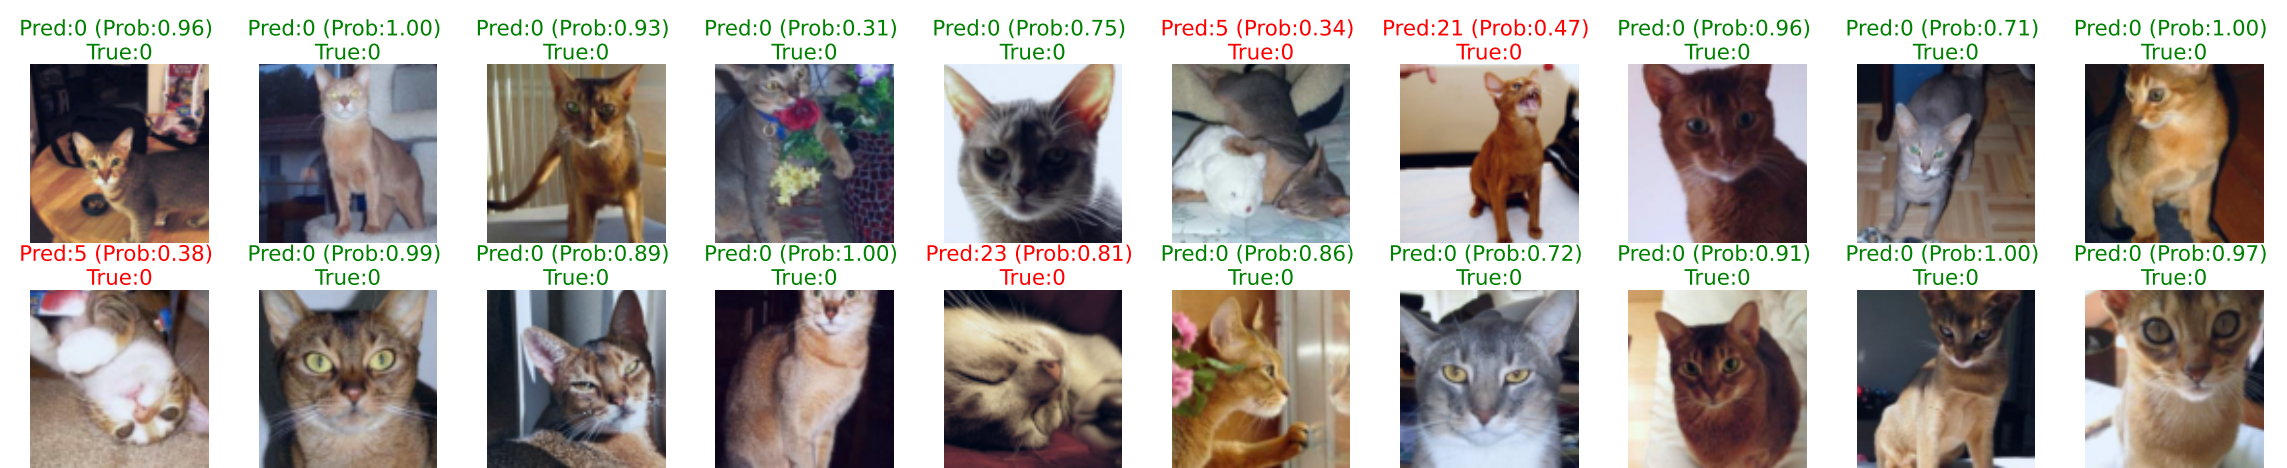 Pred:0 (Prob:0.96) Pred:0 (Prob:1.00) Pred:0 (Prob:0.93) Pred:0 (Prob:0.31) Pred:0 (Prob:0.75) Pred:5 (Prob:0.34) Pred:21 (Prob:0.47) Pred:0 (Prob:0.96) Pred:0 (Prob:0.71) Pred:0 (Prob:1.00)
True:0 True:0 True:0 True:0 True:0 True:0 True:0 True:0 True:0 True:0
Pred:5 (Prob:0.38) Pred:0 (Prob:0.99) Pred:0 (Prob:0.89) Pred:0 (Prob:1.00) Pred:23 (Prob:0.81) Pred:0 (Prob:0.86) Pred:0 (Prob:0.72) Pred:0 (Prob:0.91) Pred:0 (Prob:1.00) Pred:0 (Prob:0.97)
True:0 True:0 True:0 True:0 True:0 True:0 True:0 True:0 True:0 True:0